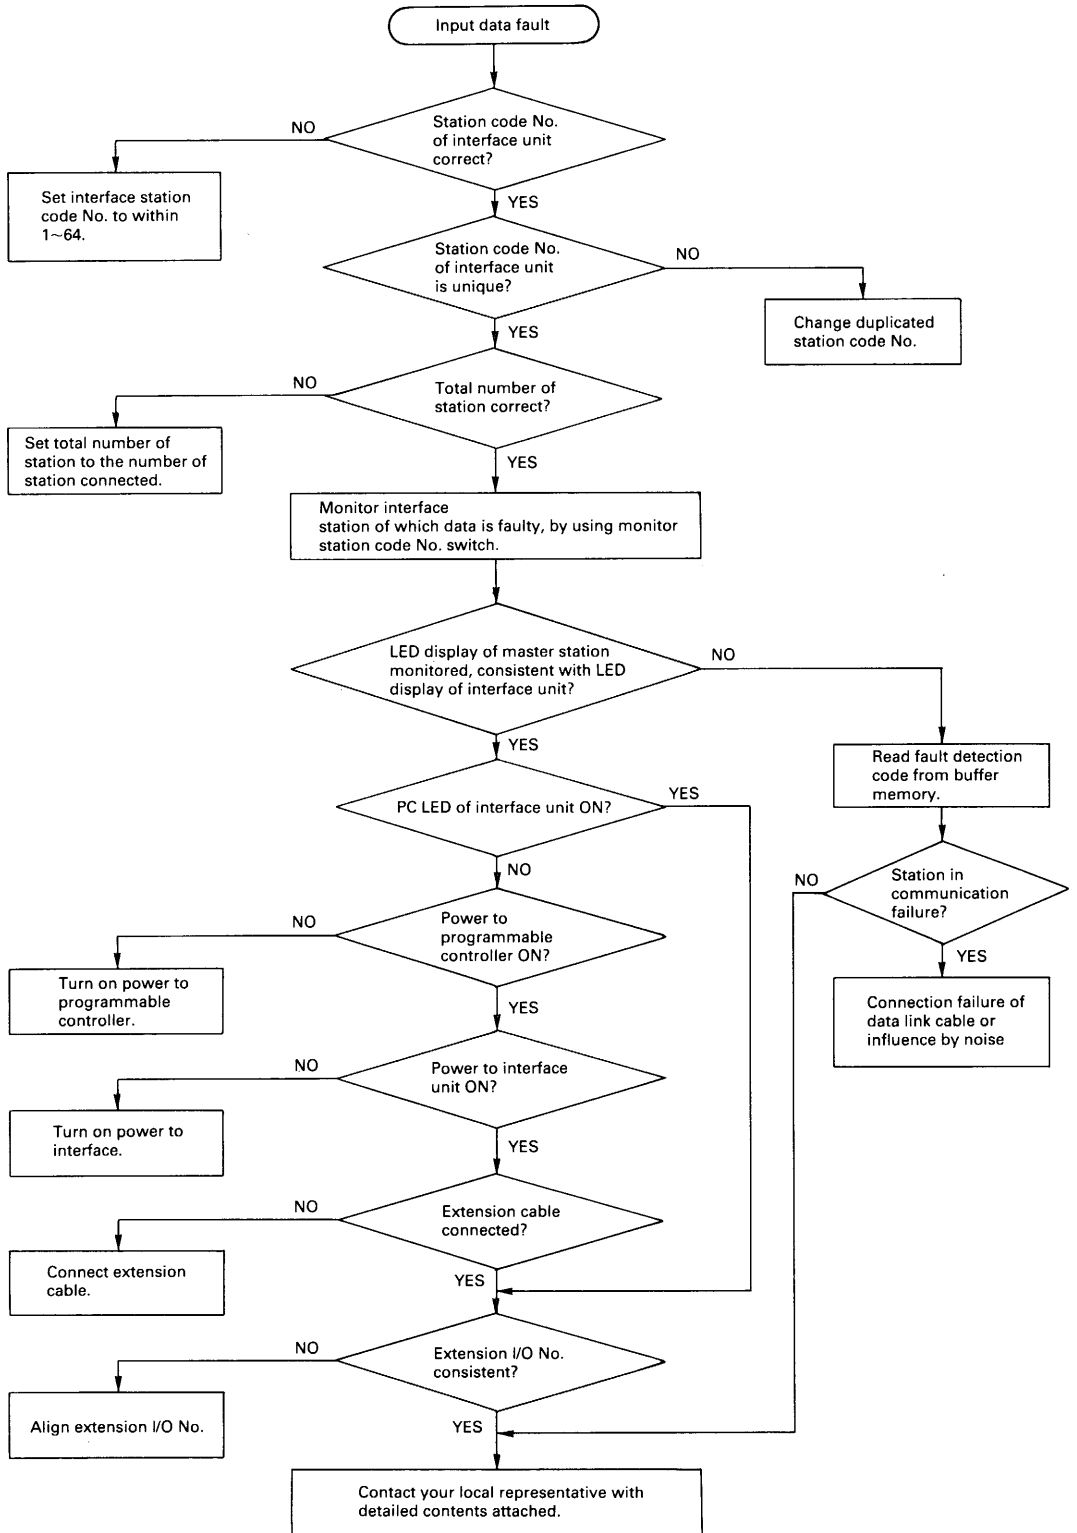 Input data fault
NO
Station code No.
of interface unit
correct?
Set interface station
code No. to within
1~64.
YES
Station code No.
of interface unit
is unique?
NO
Change duplicated
station code No.
YES
NO
Total number of
station correct?
Set total number of
station to the number of
station connected.
YES
Monitor interface
station of which data is faulty, by using monitor
station code No. switch.
LED display of master station
monitored, consistent with LED
display of interface unit?
NO
YES
Read fault detection
code from buffer
memory.
PC LED of interface unit ON?
YES
NO
NO
Station in
communication
failure?
YES
Connection failure of
data link cable or
influence by noise
NO
Power to
programmable
controller ON?
Turn on power to
programmable
controller.
YES
NO
Power to interface
unit ON?
Turn on power to
interface.
YES
NO
Extension cable
connected?
Connect extension
cable.
YES
NO
Extension I/O No.
consistent?
Align extension I/O No.
YES
Contact your local representative with
detailed contents attached.